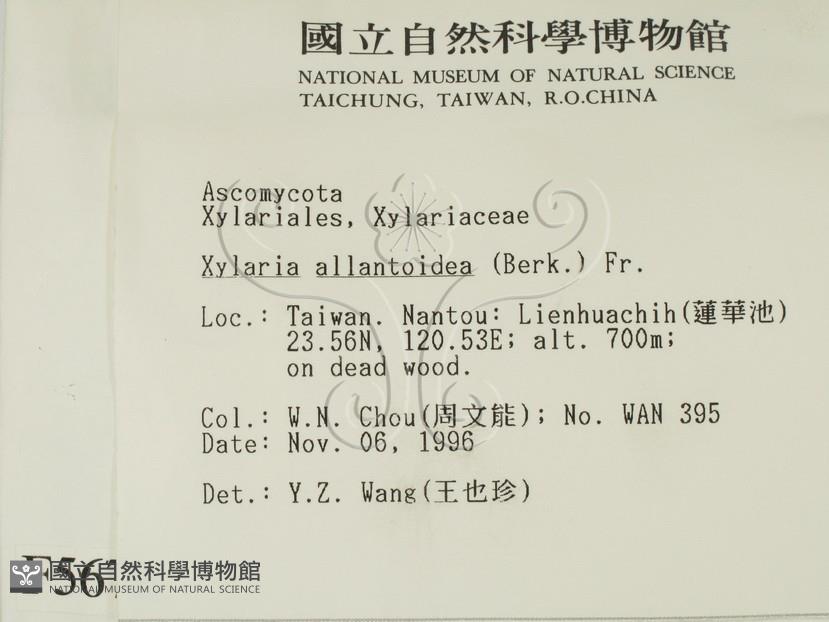 國立自然科學博物館
NATIONAL MUSEUM OF NATURAL SCIENCE
TAICHUNG, TAIWAN, R.O.CHINA
Ascomycota
Xylariales, Xylariaceae
Xylaria allantoidea (Berk.) Fr.
Loc.: Taiwan. Nantou: Lienhuachih(蓮華池)
23.56N, 120.53E; alt. 700m;
on dead wood.
Col.: W.N. Chou(周文能); No. WAN 395
Date: Nov. 06, 1996
Det.: Y.Z. Wang(王也珍)
國立自然科學博物館
NATIONAL MUSEUM OF NATURAL SCIENCE